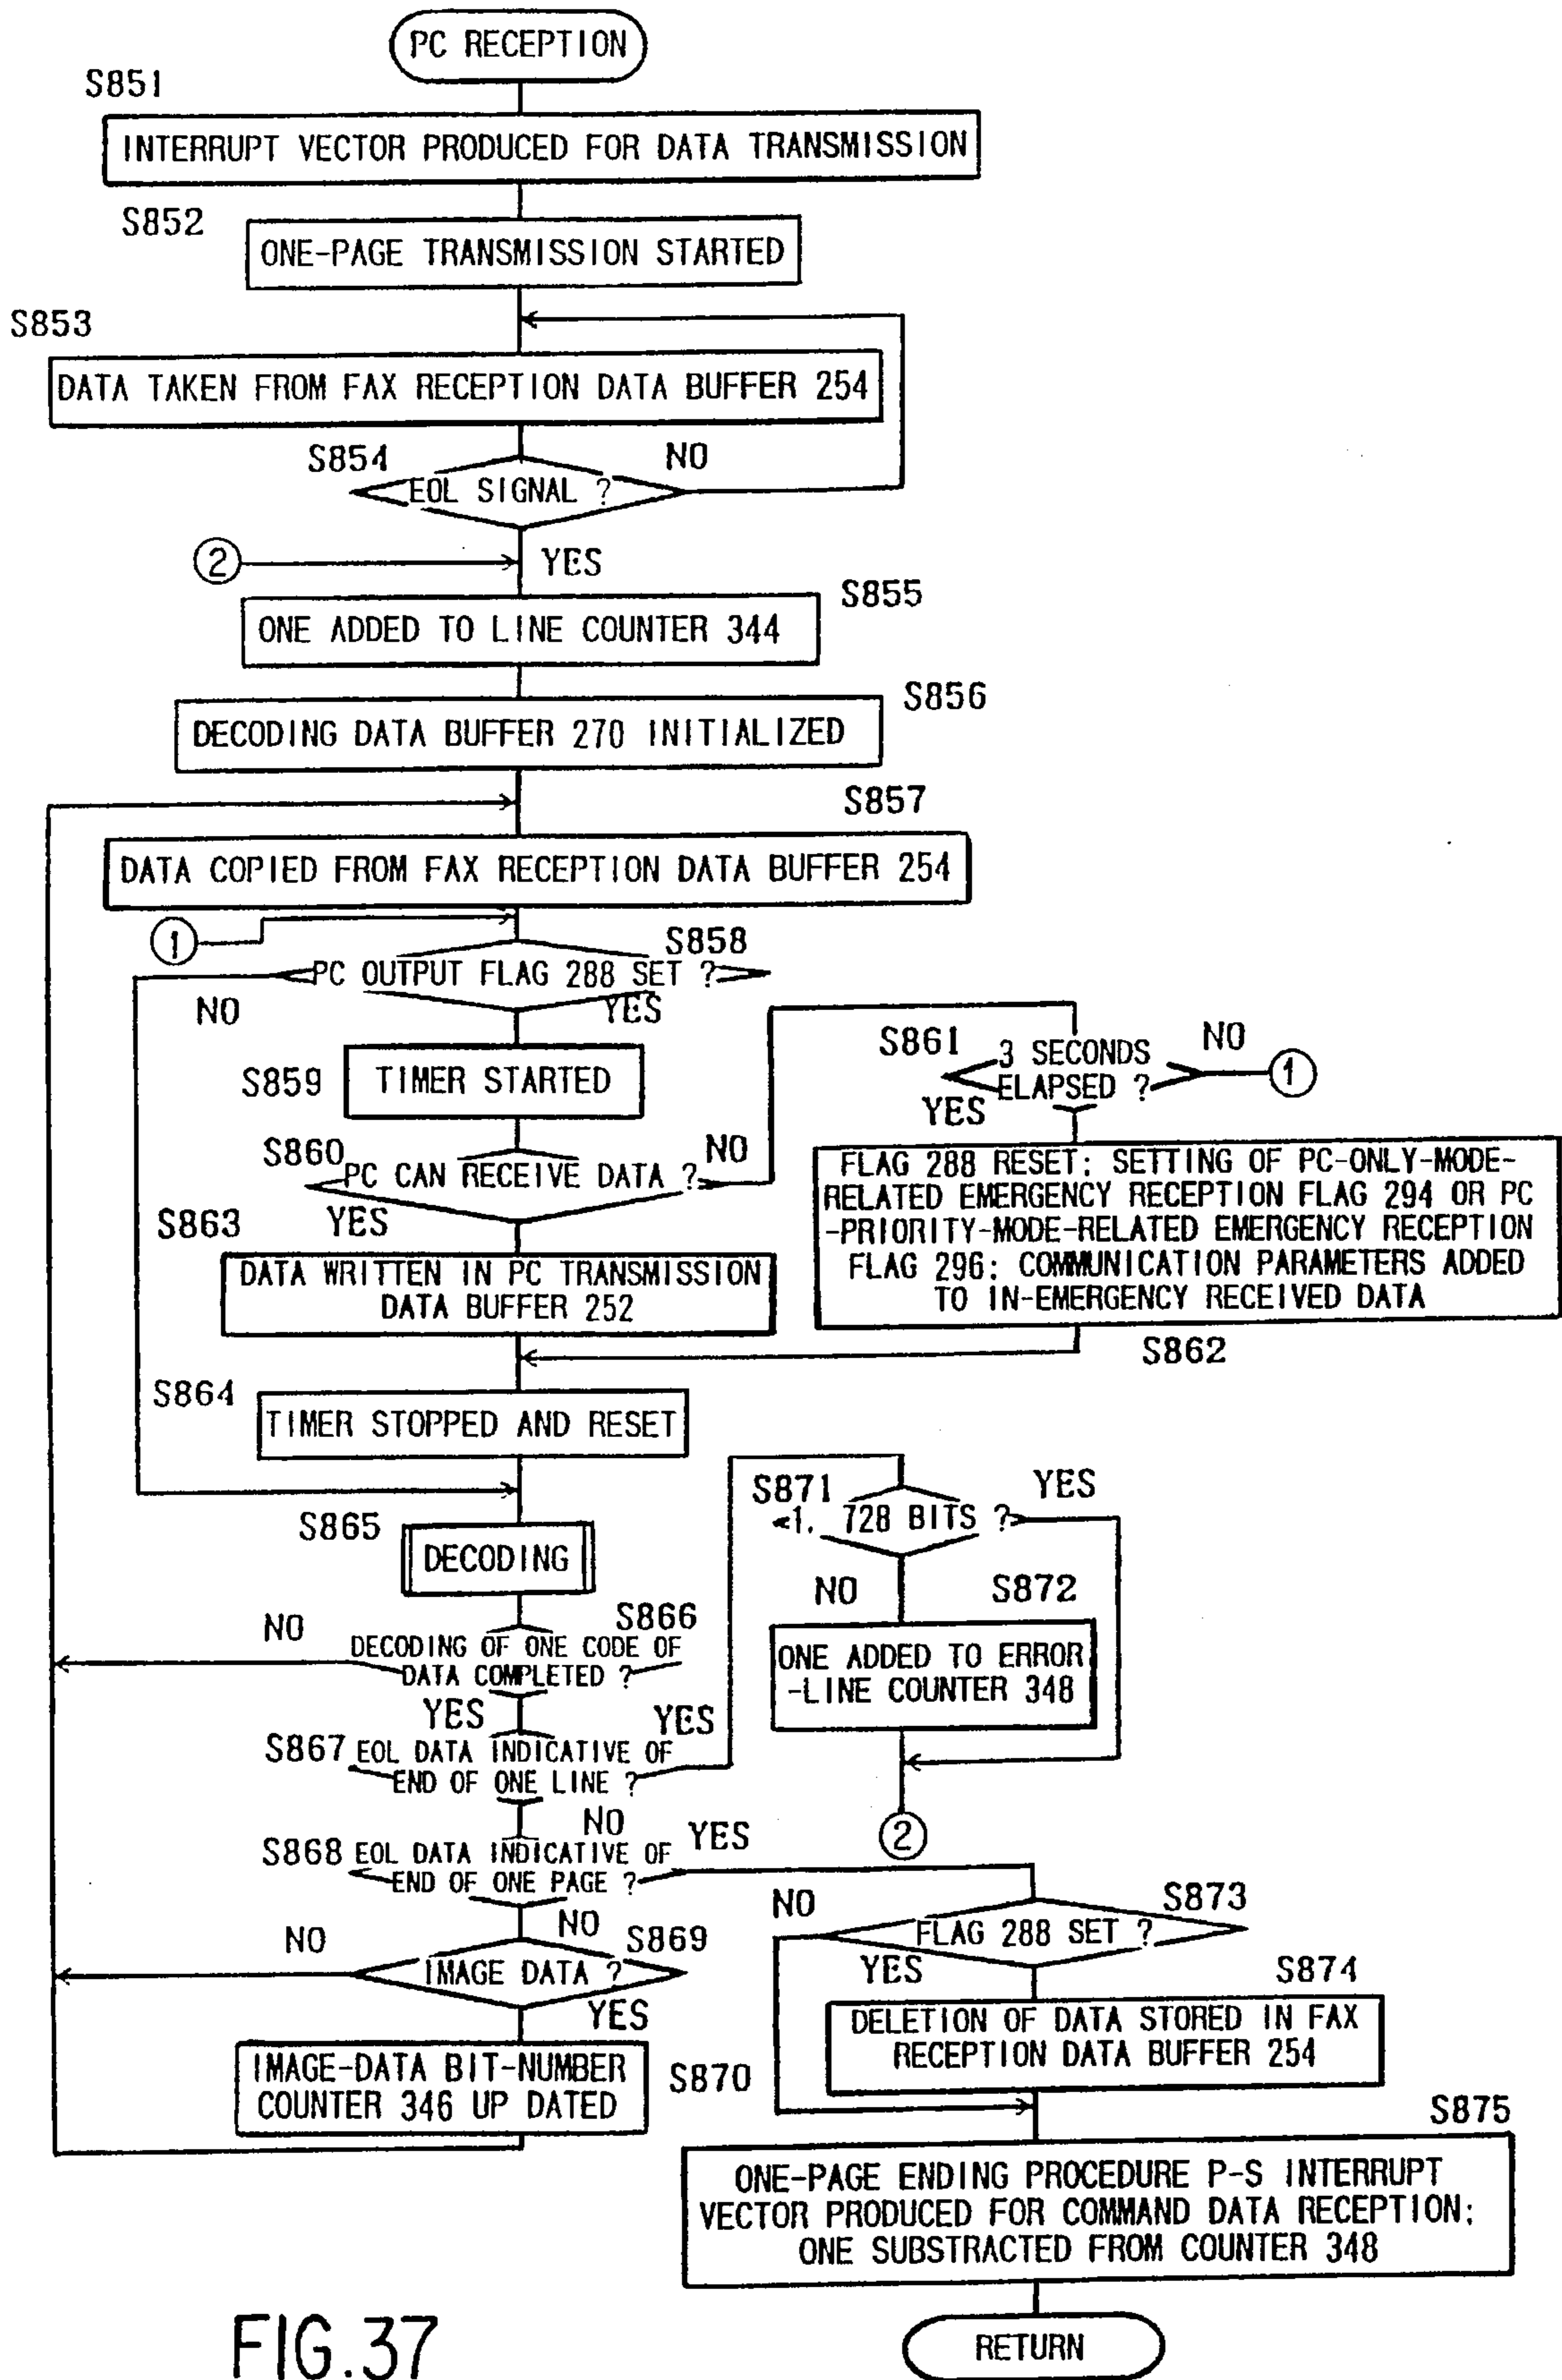 PC RECEPTION
S851
INTERRUPT VECTOR PRODUCED FOR DATA TRANSMISSION
S852
ONE-PAGE TRANSMISSION STARTED
S853
DATA TAKEN FROM FAX RECEPTION DATA BUFFER 254
S854
NO
EOL SIGNAL ?
2
YES
S855
ONE ADDED TO LINE COUNTER 344
S856
DECODING DATA BUFFER 270 INITIALIZED
S857
DATA COPIED FROM FAX RECEPTION DATA BUFFER 254
1
S858
PC OUTPUT FLAG 288 SET ?
NO
YES
S859
TIMER STARTED
S861
3 SECONDS
ELAPSED ?
NO
1
YES
S860
PC CAN RECEIVE DATA ?
NO
YES
FLAG 288 RESET: SETTING OF PC-ONLY-MODE-
RELATED EMERGENCY RECEPTION FLAG 294 OR PC
-PRIORITY-MODE-RELATED EMERGENCY RECEPTION
FLAG 296: COMMUNICATION PARAMETERS ADDED
TO IN-EMERGENCY RECEIVED DATA
S862
S863
DATA WRITTEN IN PC TRANSMISSION
DATA BUFFER 252
S864
TIMER STOPPED AND RESET
S865
DECODING
S871
<1. 728 BITS ?
YES
NO
S872
ONE ADDED TO ERROR
-LINE COUNTER 348
2
S866
NO
DECODING OF ONE CODE OF
DATA COMPLETED ?
YES
YES
S867
EOL DATA INDICATIVE OF
END OF ONE LINE ?
NO
S868
EOL DATA INDICATIVE OF
END OF ONE PAGE ?
YES
NO
NO
S869
IMAGE DATA ?
YES
IMAGE-DATA BIT-NUMBER
COUNTER 346 UP DATED
S870
NO
S873
FLAG 288 SET ?
YES
S874
DELETION OF DATA STORED IN FAX
RECEPTION DATA BUFFER 254
S875
ONE-PAGE ENDING PROCEDURE P-S INTERRUPT
VECTOR PRODUCED FOR COMMAND DATA RECEPTION;
ONE SUBSTRACTED FROM COUNTER 348
RETURN
FIG.37